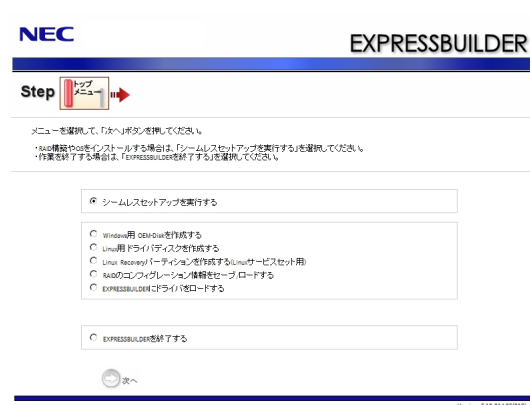 NEC
EXPRESSBUILDER
Step
トップ
メニュー
メニューを選択して、「次へ」ボタンを押してください。
・RAID構築やOSをインストールする場合は、「シームレスセットアップを実行する」を選択してください。
・作業を終了する場合は、「EXPRESSBUILDERを終了する」を選択してください。
シームレスセットアップを実行する
Windows用 OEM-Diskを作成する
Linux用ドライバディスクを作成する
Linux Recoveryパーティションを作成する(Linuxサービスセット用)
RAIDのコンフィグレーション情報をセーブ/ロードする
EXPRESSBUILDERにドライバをロードする
EXPRESSBUILDERを終了する
次へ